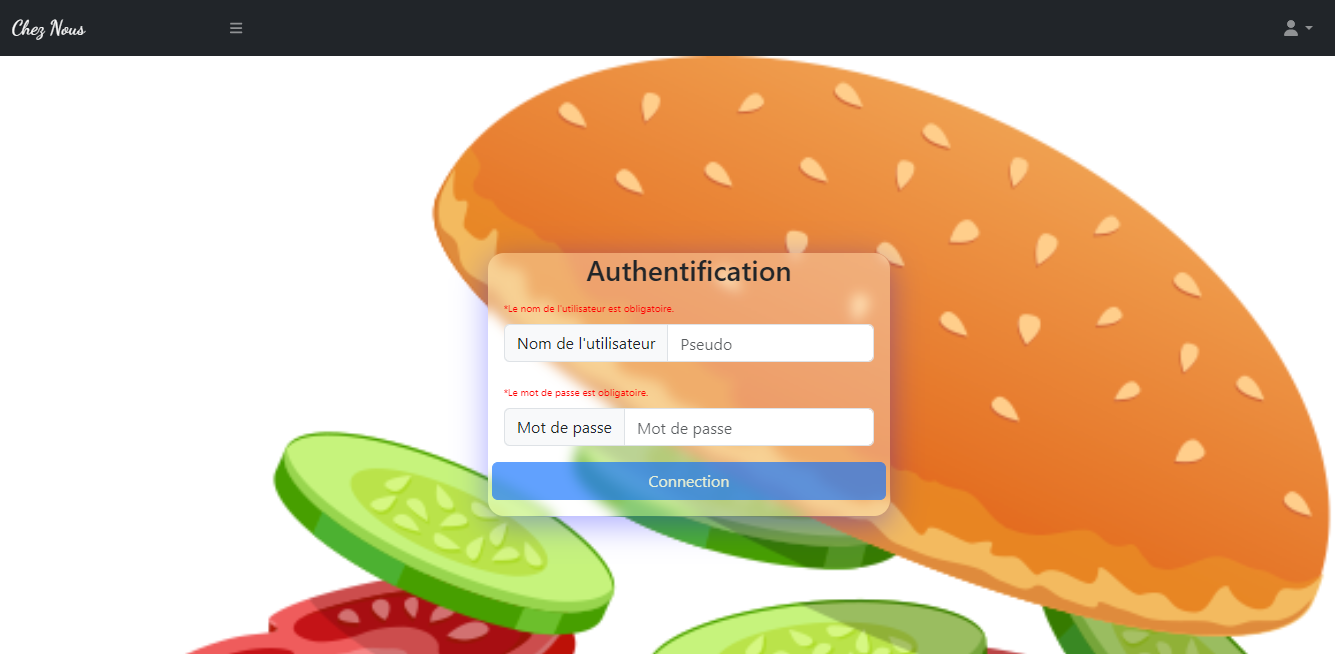 Chez Nous
Authentification
*Le nom de l'utilisateur est obligatoire.
Nom de l'utilisateur Pseudo
*Le mot de passe est obligatoire.
Mot de passe Mot de passe
Connection